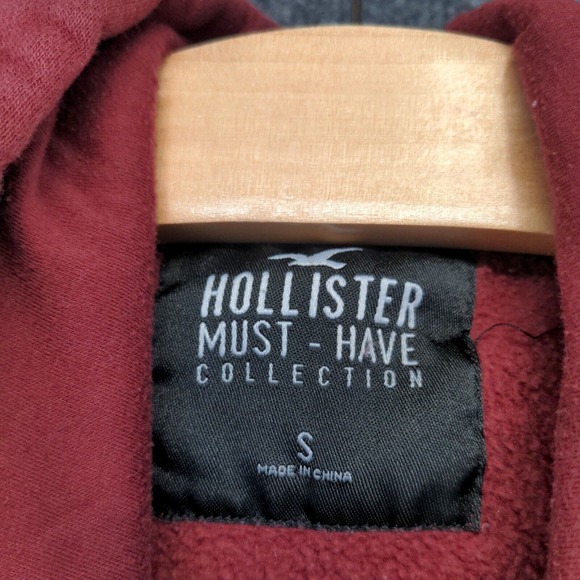 HOLLISTER
MUST - HAVE
COLLECTION
S
MADE IN CHINA